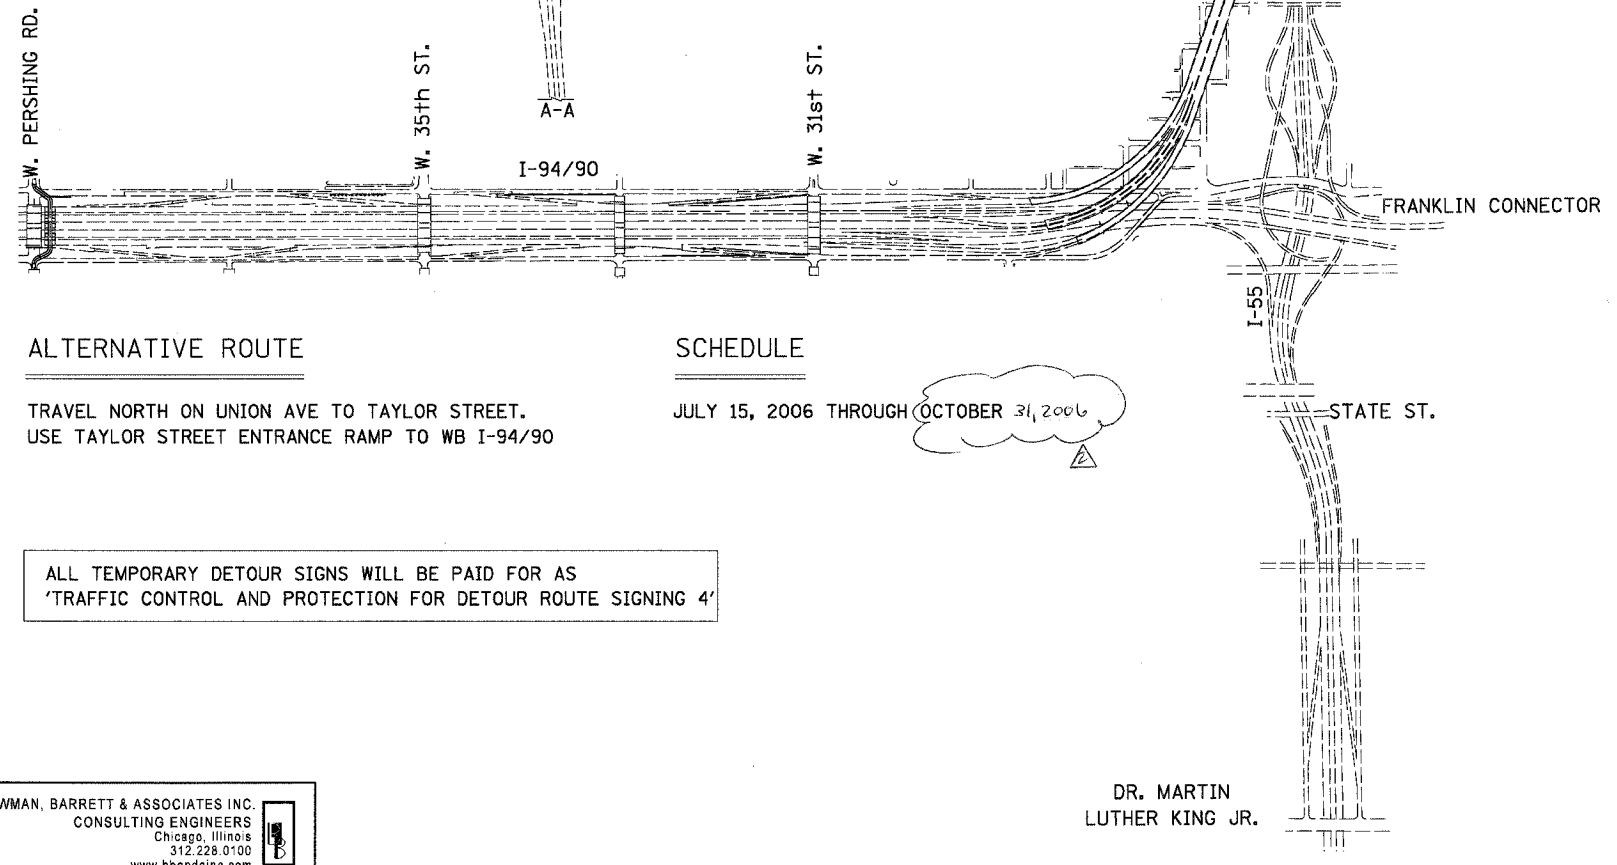 W. PERSHING RD.
W. 35th ST.
A-A
I-94/90
W. 31st ST.
FRANKLIN CONNECTOR
I-55
ALTERNATIVE ROUTE
TRAVEL NORTH ON UNION AVE TO TAYLOR STREET.
USE TAYLOR STREET ENTRANCE RAMP TO WB I-94/90
SCHEDULE
JULY 15, 2006 THROUGH OCTOBER 31, 2006
2
STATE ST.
ALL TEMPORARY DETOUR SIGNS WILL BE PAID FOR AS
'TRAFFIC CONTROL AND PROTECTION FOR DETOUR ROUTE SIGNING 4'
DR. MARTIN
LUTHER KING JR.
WMAN, BARRETT & ASSOCIATES INC.
CONSULTING ENGINEERS
Chicago, Illinois
312.228.0100